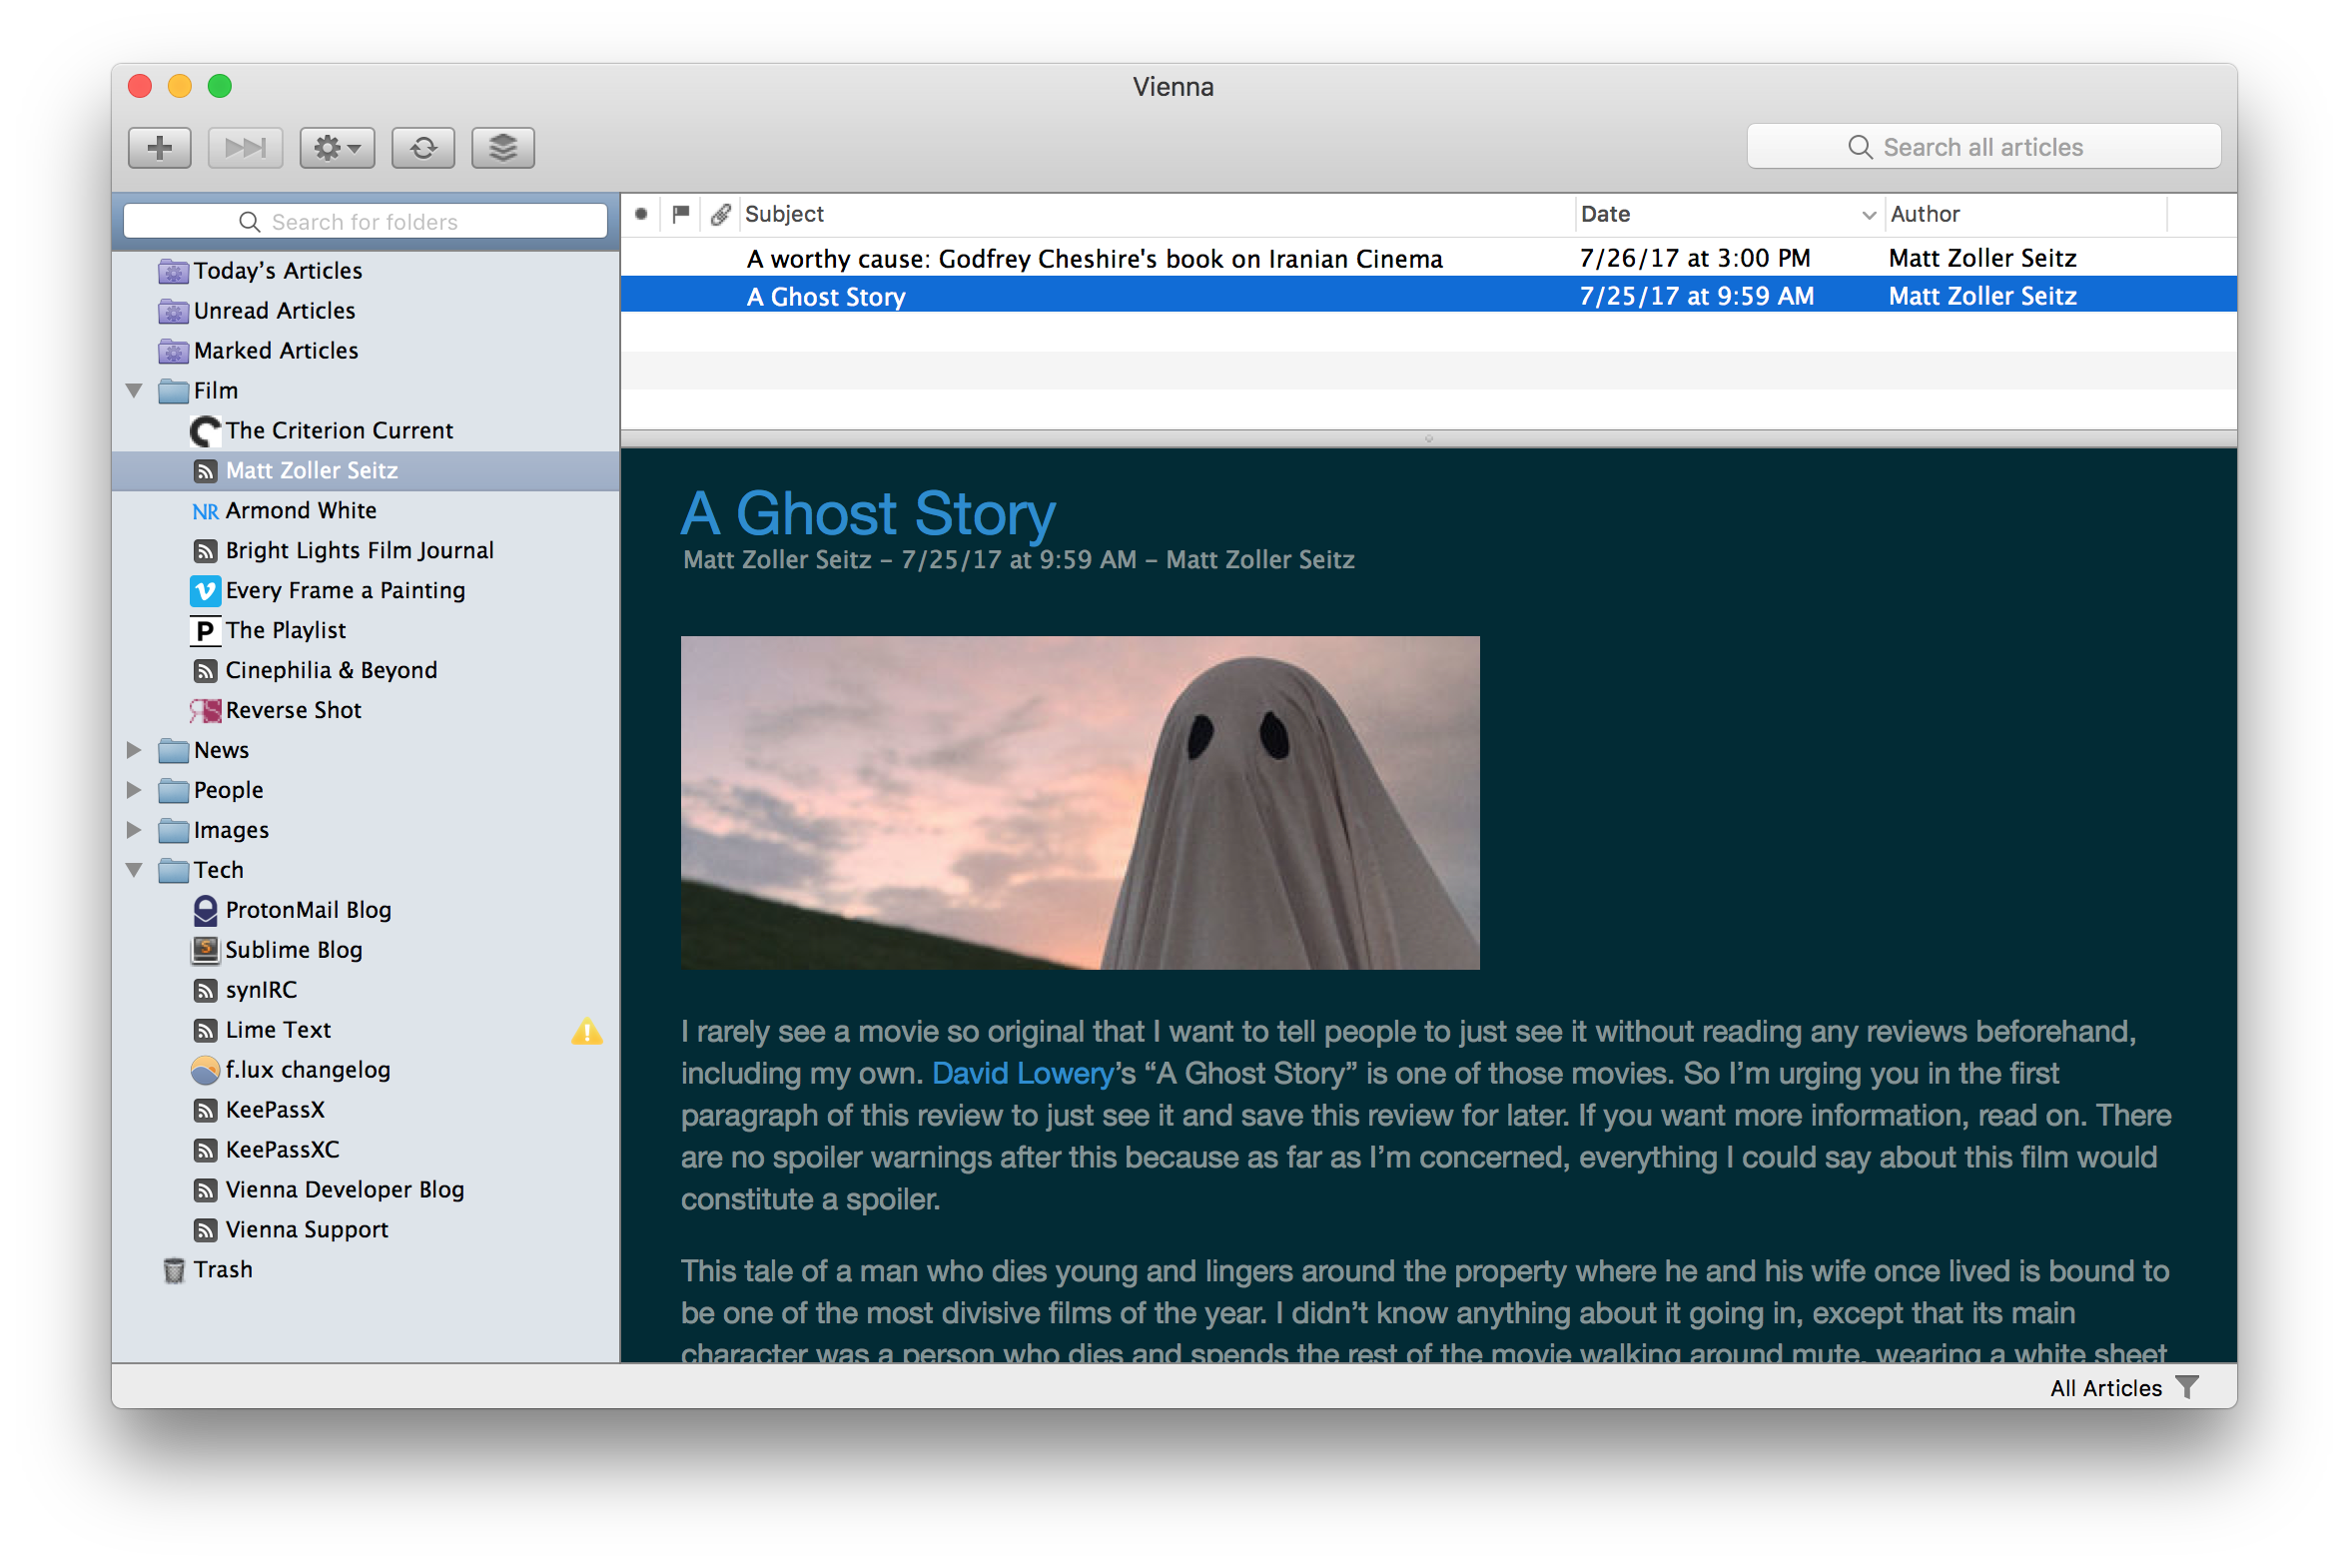 Vienna
Search all articles
Search for folders
Today’s Articles
Unread Articles
Marked Articles
Film
The Criterion Current
Matt Zoller Seitz
NR Armond White
Bright Lights Film Journal
Every Frame a Painting
P The Playlist
Cinephilia & Beyond
Reverse Shot
News
People
Images
Tech
ProtonMail Blog
S Sublime Blog
synIRC
Lime Text
f.lux changelog
KeePassX
KeePassXC
Vienna Developer Blog
Vienna Support
Trash
Subject Date Author
A worthy cause: Godfrey Cheshire's book on Iranian Cinema 7/26/17 at 3:00 PM Matt Zoller Seitz
A Ghost Story 7/25/17 at 9:59 AM Matt Zoller Seitz
A Ghost Story
Matt Zoller Seitz – 7/25/17 at 9:59 AM – Matt Zoller Seitz
I rarely see a movie so original that I want to tell people to just see it without reading any reviews beforehand,
including my own. David Lowery’s “A Ghost Story” is one of those movies. So I’m urging you in the first
paragraph of this review to just see it and save this review for later. If you want more information, read on. There
are no spoiler warnings after this because as far as I’m concerned, everything I could say about this film would
constitute a spoiler.
This tale of a man who dies young and lingers around the property where he and his wife once lived is bound to
be one of the most divisive films of the year. I didn’t know anything about it going in, except that its main
character was a person who dies and spends the rest of the movie walking around mute, wearing a white sheet
All Articles